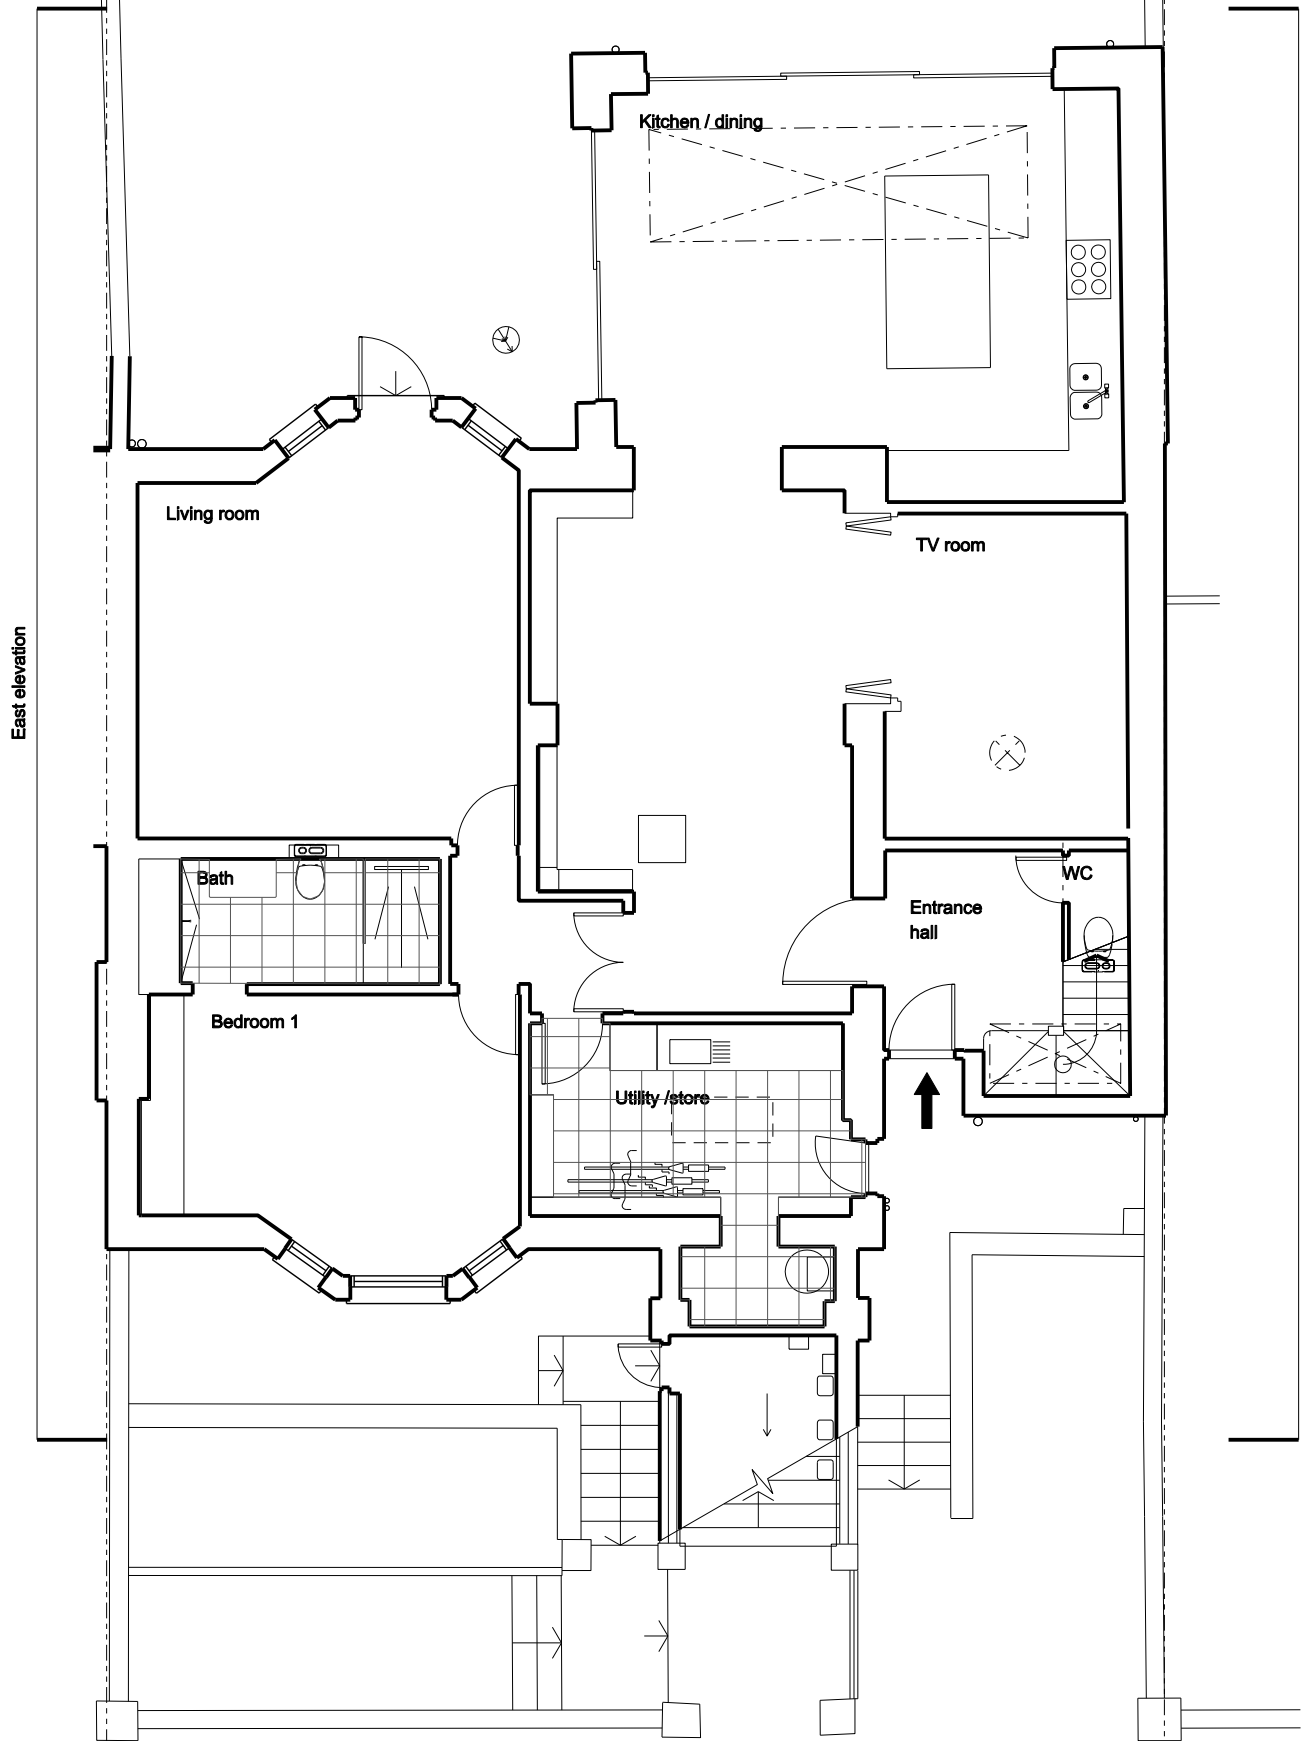 Kitchen / dining
Living room
TV room
East elevation
Bath
WC
Entrance
hall
Bedroom 1
Utility /store